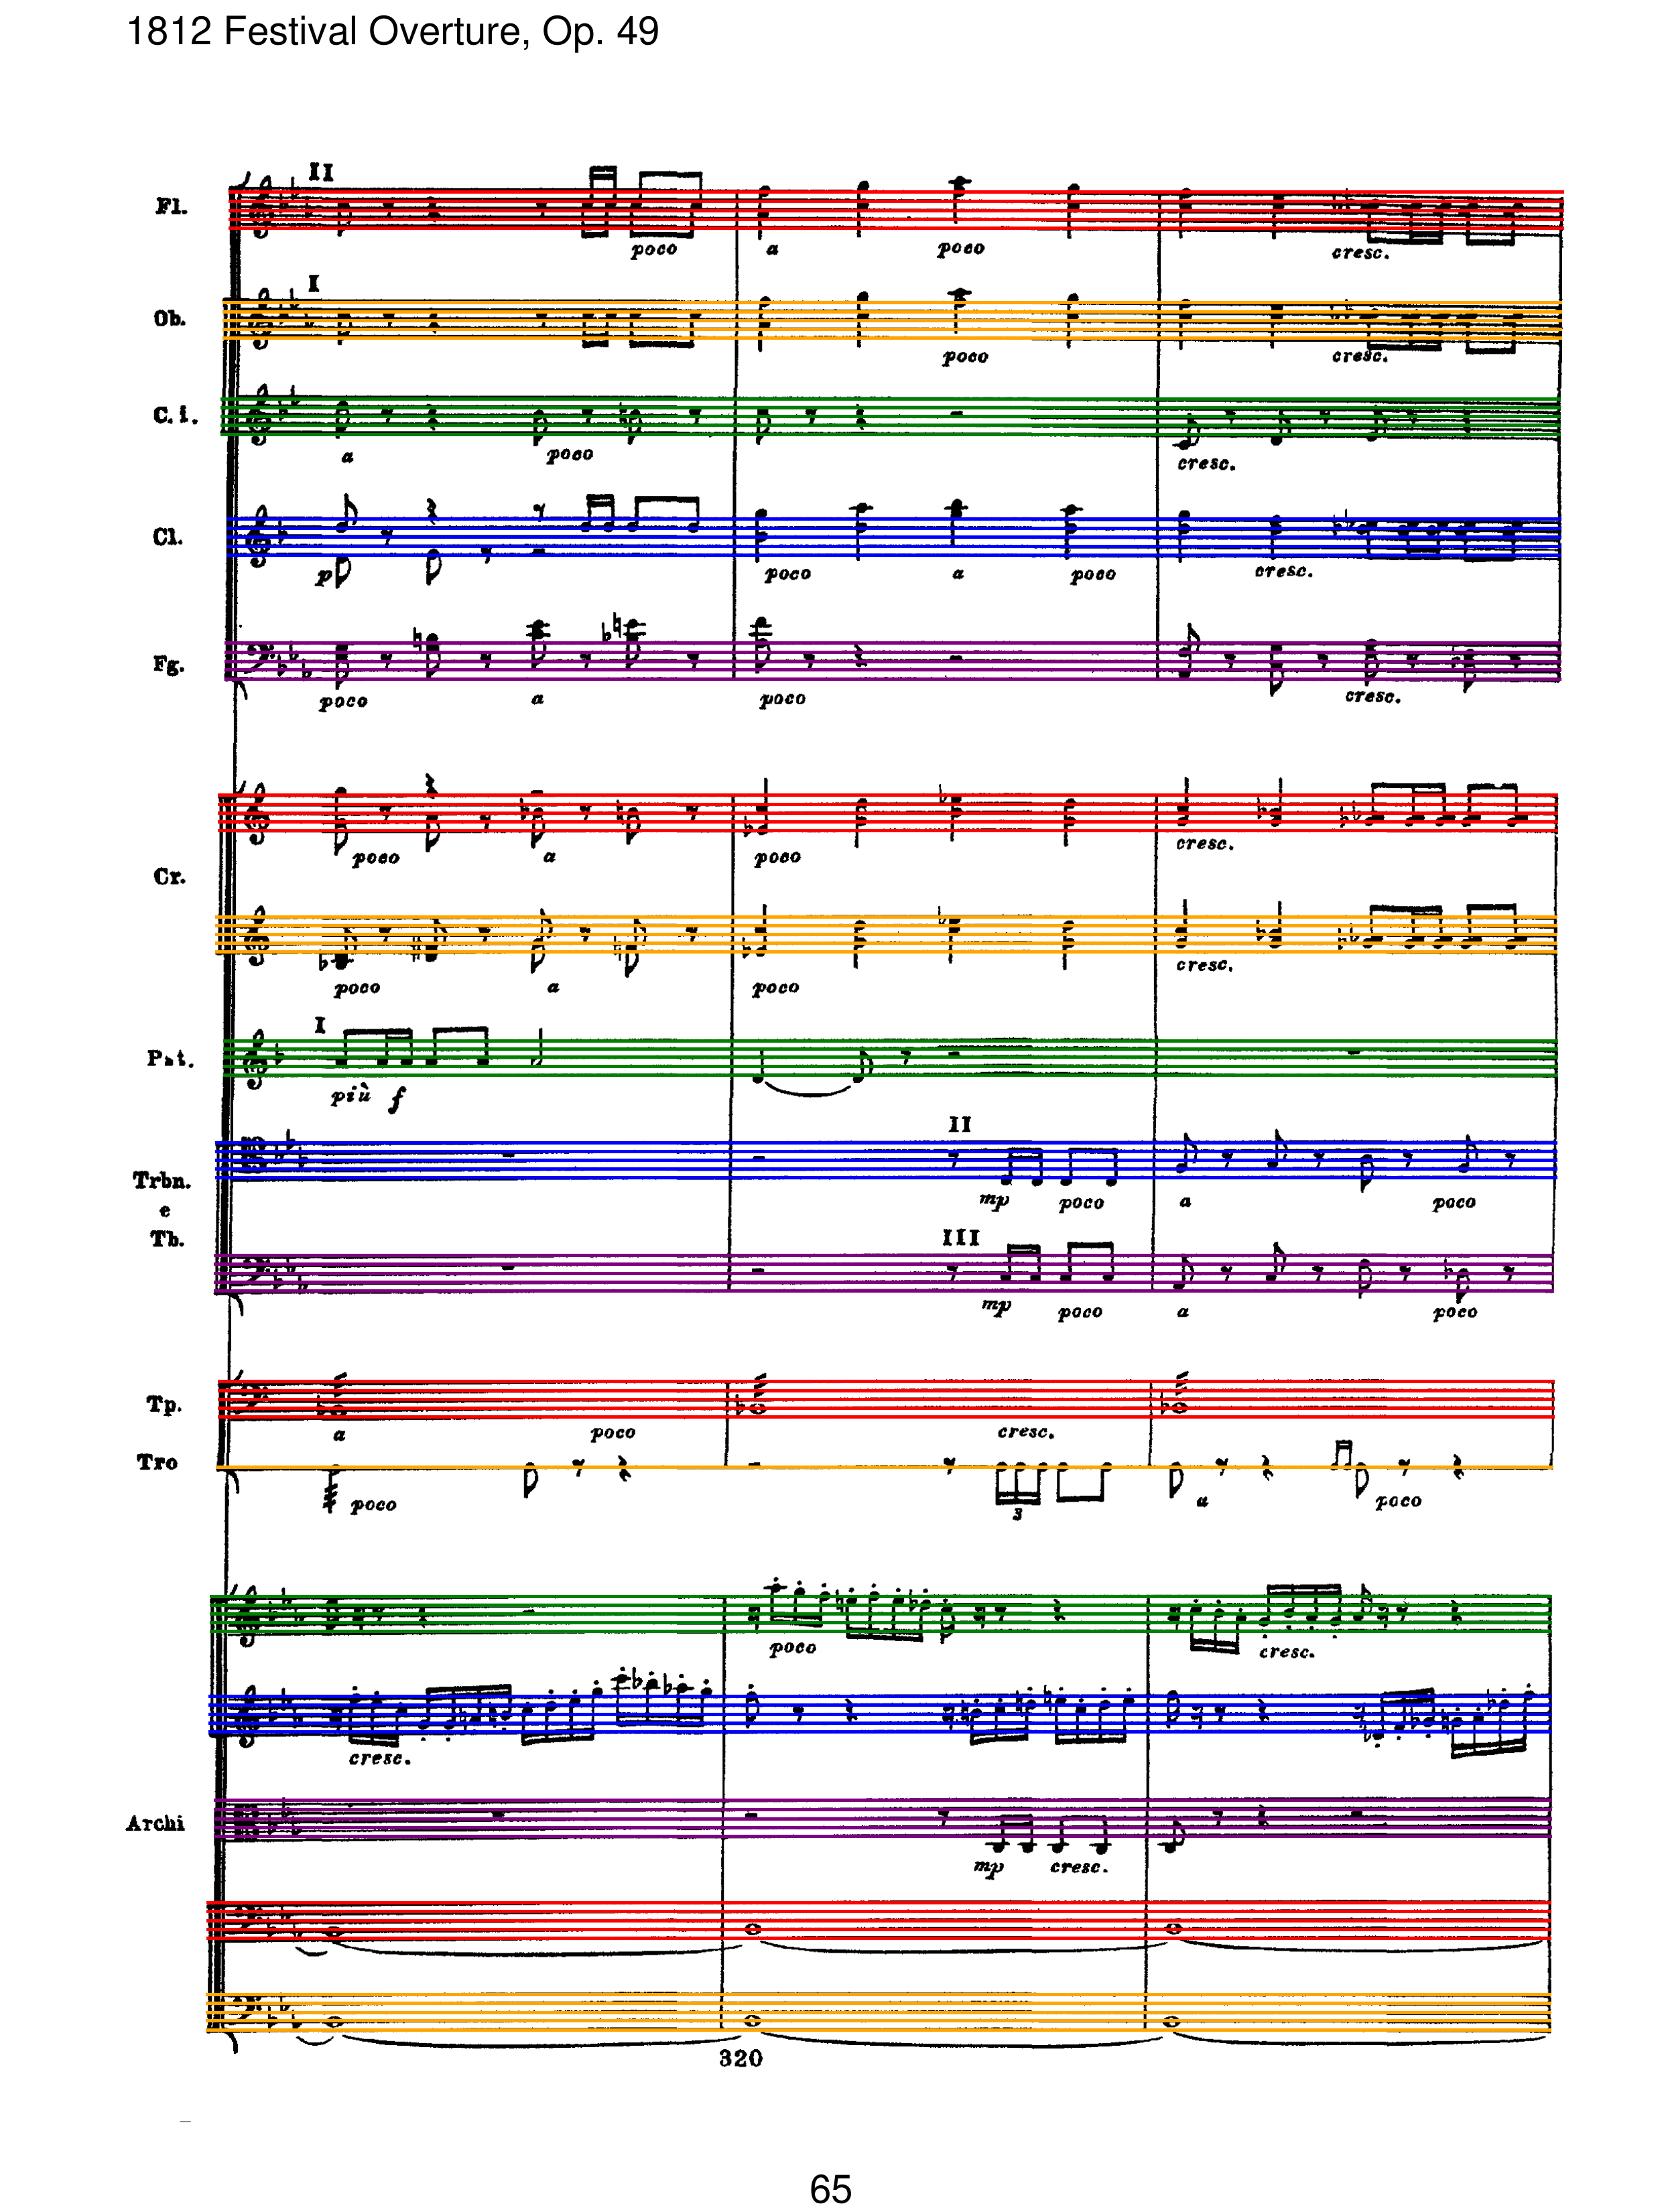 1812 Festival Overture, Op. 49
II
Fl.
poco a poco cresc.
I
Ob.
poco cresc.
C.i.
a poco cresc.
Cl.
p poco a poco cresc.
Fg.
poco a poco cresc.
poco a poco cresc.
Cr.
poco a poco cresc.
I
Pst.
più f
II
Trbn.
mp poco a poco
e
Tb.
III
mp poco a poco
Tp.
a poco cresc.
Tro
poco 3 a poco
poco cresc.
cresc.
Archi
mp cresc.
320
65